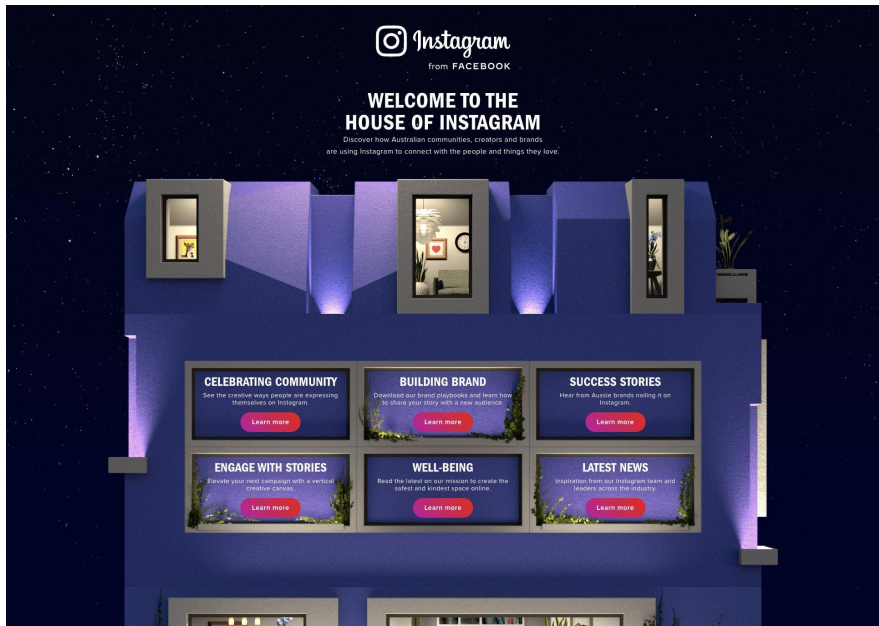 Instagram
from FACEBOOK
WELCOME TO THE
HOUSE OF INSTAGRAM
Discover how Australian communities, creators and brands
are using Instagram to connect with the people and things they love.
CELEBRATING COMMUNITY
See the creative ways people are expressing
themselves on Instagram.
Learn more
BUILDING BRAND
Download our brand playbooks and learn how
to share your story with a new audience.
Learn more
SUCCESS STORIES
Hear from Aussie brands nailing it on
Instagram.
Learn more
ENGAGE WITH STORIES
Elevate your next campaign with a vertical
creative canvas.
Learn more
WELL-BEING
Read the latest on our mission to create the
safest and kindest space online.
Learn more
LATEST NEWS
Inspiration from our Instagram team and
leaders across the industry.
Learn more